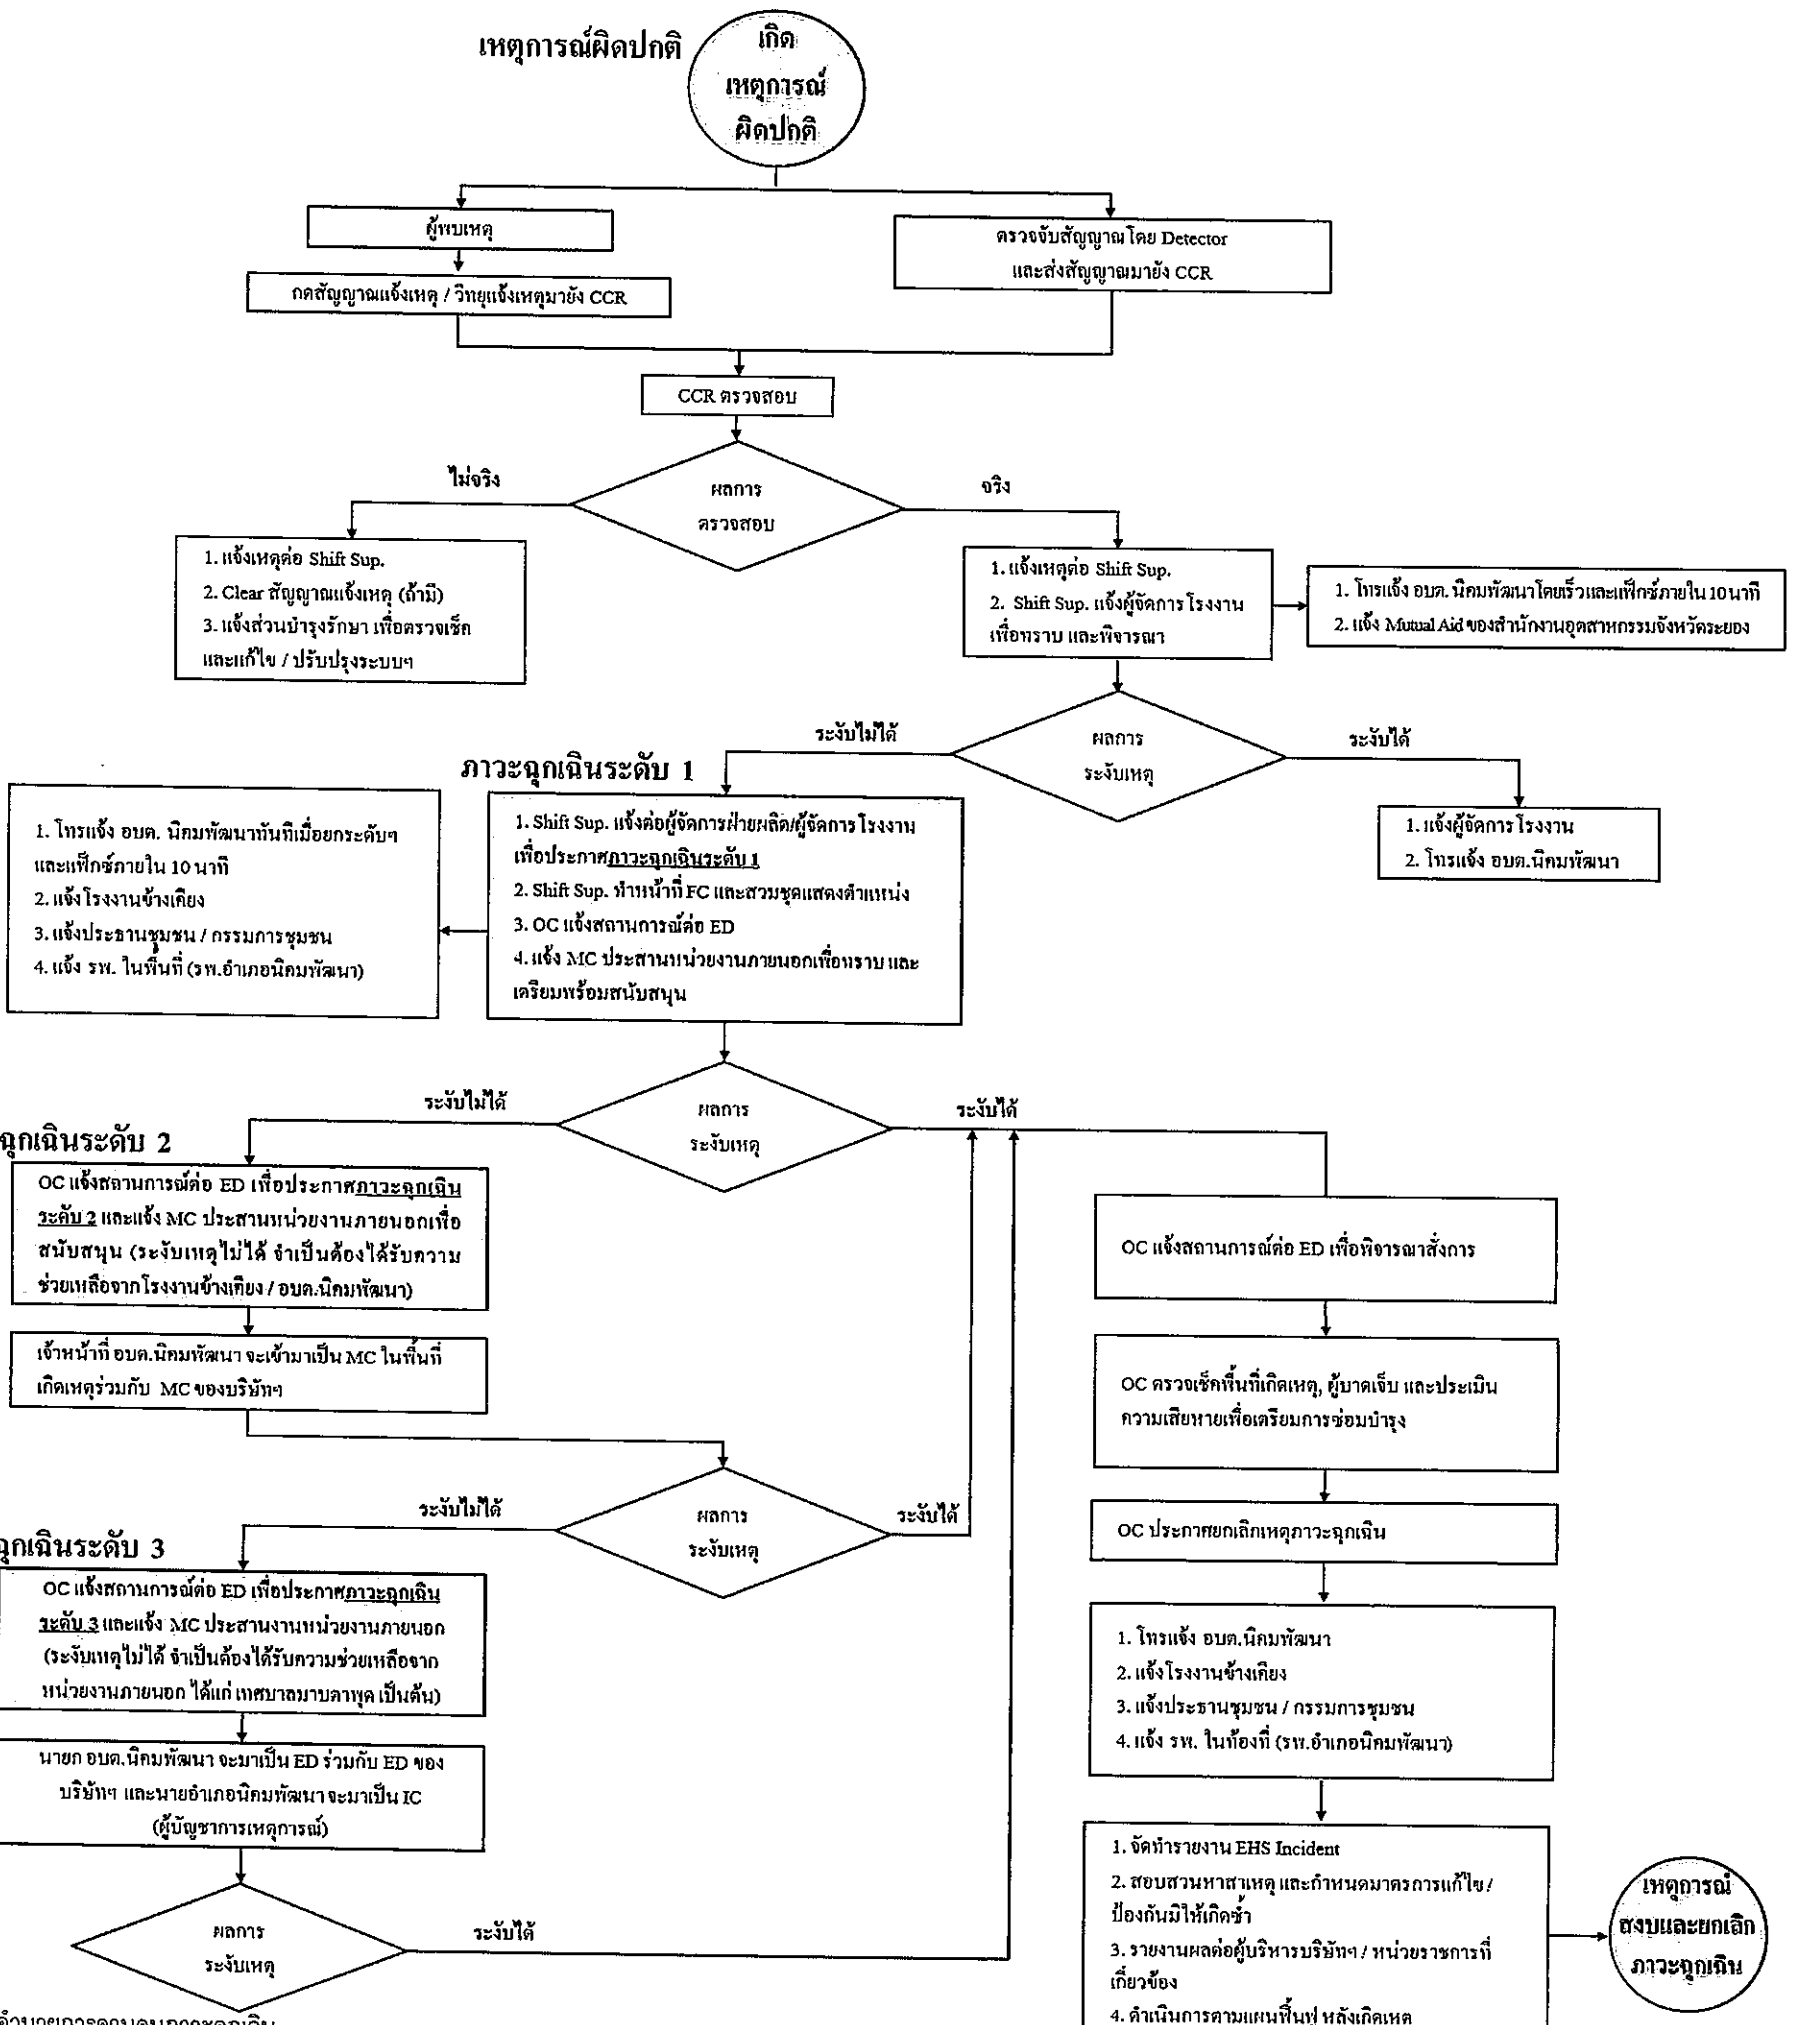 เหตุการณ์ผิดปกติ
เกิด
เหตุการณ์
ผิดปกติ
ผู้พบเหตุ
ตรวจจับสัญญาณโดย Detector
และส่งสัญญาณมายัง CCR
กดสัญญาณแจ้งเหตุ / วิทยุแจ้งเหตุมายัง CCR
CCR ตรวจสอบ
ไม่จริง
ผลการ
ตรวจสอบ
จริง
1. แจ้งเหตุต่อ Shift Sup.
2. Clear สัญญาณแจ้งเหตุ (ถ้ามี)
3. แจ้งส่วนบำรุงรักษา เพื่อตรวจเช็ค
และแก้ไข / ปรับปรุงระบบฯ
1. แจ้งเหตุต่อ Shift Sup.
2. Shift Sup. แจ้งผู้จัดการโรงงาน
เพื่อทราบ และพิจารณา
1. โทรแจ้ง อบต. นิคมพัฒนาโดยเร็วและแฟ็กซ์ภายใน 10 นาที
2. แจ้ง Mutual Aid ของสำนักงานอุตสาหกรรมจังหวัดระยอง
ระงับไม่ได้
ผลการ
ระงับเหตุ
ระงับได้
1. แจ้งผู้จัดการโรงงาน
2. โทรแจ้ง อบต.นิคมพัฒนา
ภาวะฉุกเฉินระดับ 1
1. Shift Sup. แจ้งต่อผู้จัดการฝ่ายผลิต/ผู้จัดการโรงงาน
เพื่อประกาศภาวะฉุกเฉินระดับ 1
2. Shift Sup. ทำหน้าที่ FC และสวมชุดแสดงตำแหน่ง
3. OC แจ้งสถานการณ์ต่อ ED
4. แจ้ง MC ประสานหน่วยงานภายนอกเพื่อทราบ และ
เตรียมพร้อมสนับสนุน
1. โทรแจ้ง อบต. นิคมพัฒนาทันทีเมื่อยกระดับฯ
และแฟ็กซ์ภายใน 10 นาที
2. แจ้งโรงงานข้างเคียง
3. แจ้งประธานชุมชน / กรรมการชุมชน
4. แจ้ง รพ. ในพื้นที่ (รพ.อำเภอนิคมพัฒนา)
ระงับไม่ได้
ผลการ
ระงับเหตุ
ระงับได้
ฉุกเฉินระดับ 2
OC แจ้งสถานการณ์ต่อ ED เพื่อประกาศภาวะฉุกเฉิน
ระดับ 2 และแจ้ง MC ประสานหน่วยงานภายนอกเพื่อ
สนับสนุน (ระงับเหตุไม่ได้ จำเป็นต้องได้รับความ
ช่วยเหลือจากโรงงานข้างเคียง / อบต.นิคมพัฒนา)
เจ้าหน้าที่ อบต.นิคมพัฒนา จะเข้ามาเป็น MC ในพื้นที่
เกิดเหตุร่วมกับ MC ของบริษัทฯ
ระงับไม่ได้
ผลการ
ระงับเหตุ
ระงับได้
ฉุกเฉินระดับ 3
OC แจ้งสถานการณ์ต่อ ED เพื่อประกาศภาวะฉุกเฉิน
ระดับ 3 และแจ้ง MC ประสานงานหน่วยงานภายนอก
(ระงับเหตุไม่ได้ จำเป็นต้องได้รับความช่วยเหลือจาก
หน่วยงานภายนอก ได้แก่ เทศบาลมาบตาพุด เป็นต้น)
นายก อบต.นิคมพัฒนา จะมาเป็น ED ร่วมกับ ED ของ
บริษัทฯ และนายอำเภอนิคมพัฒนา จะมาเป็น IC
(ผู้บัญชาการเหตุการณ์)
ผลการ
ระงับเหตุ
ระงับได้
OC แจ้งสถานการณ์ต่อ ED เพื่อพิจารณาสั่งการ
OC ตรวจเช็คพื้นที่เกิดเหตุ, ผู้บาดเจ็บ และประเมิน
ความเสียหายเพื่อเตรียมการซ่อมบำรุง
OC ประกาศยกเลิกเหตุภาวะฉุกเฉิน
1. โทรแจ้ง อบต.นิคมพัฒนา
2. แจ้งโรงงานข้างเคียง
3. แจ้งประธานชุมชน / กรรมการชุมชน
4. แจ้ง รพ. ในท้องที่ (รพ.อำเภอนิคมพัฒนา)
1. จัดทำรายงาน EHS Incident
2. สอบสวนหาสาเหตุ และกำหนดมาตรการแก้ไข /
ป้องกันมิให้เกิดซ้ำ
3. รายงานผลต่อผู้บริหารบริษัทฯ / หน่วยราชการที่
เกี่ยวข้อง
4. ดำเนินการตามแผนฟื้นฟู หลังเกิดเหตุ
เหตุการณ์
สงบและยกเลิก
ภาวะฉุกเฉิน